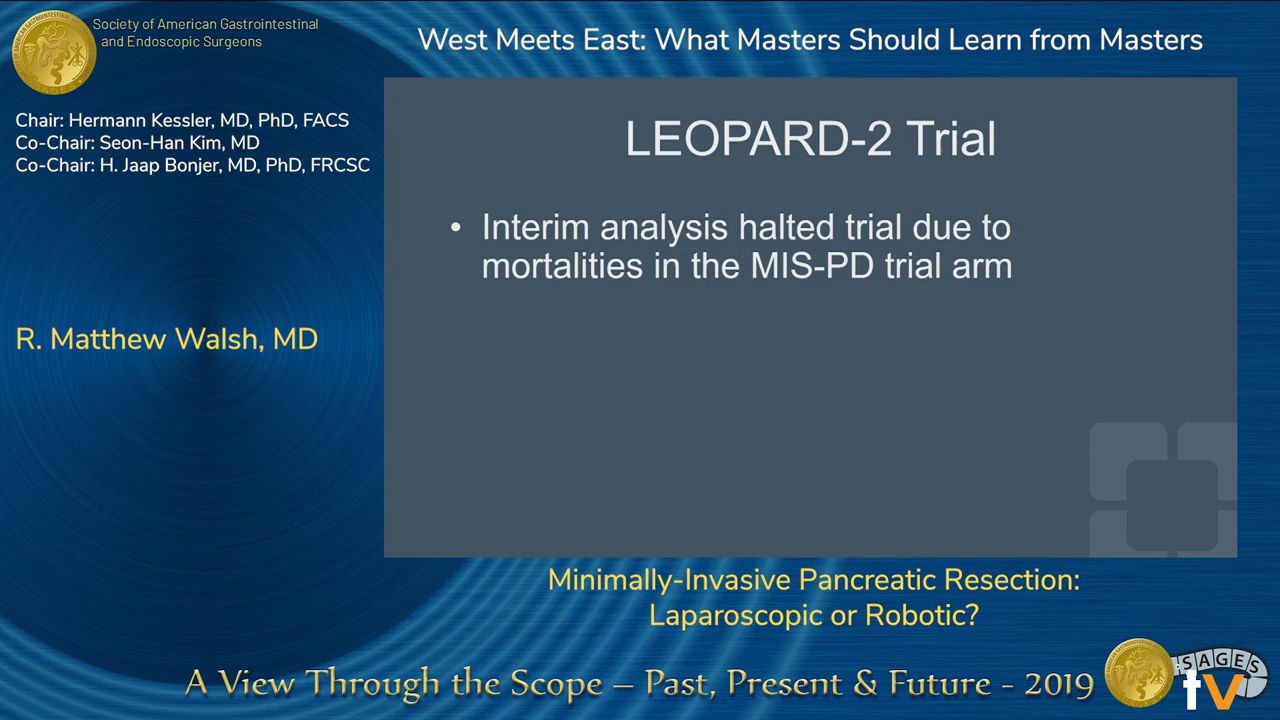 Society of American Gastrointestinal
and Endoscopic Surgeons
West Meets East: What Masters Should Learn from Masters
Chair: Hermann Kessler, MD, PhD, FACS
Co-Chair: Seon-Han Kim, MD
Co-Chair: H. Jaap Bonjer, MD, PhD, FRCSC
R. Matthew Walsh, MD
LEOPARD-2 Trial
• Interim analysis halted trial due to
mortalities in the MIS-PD trial arm
Minimally-Invasive Pancreatic Resection:
Laparoscopic or Robotic?
A View Through the Scope – Past, Present & Future - 2019
SAGES
tv